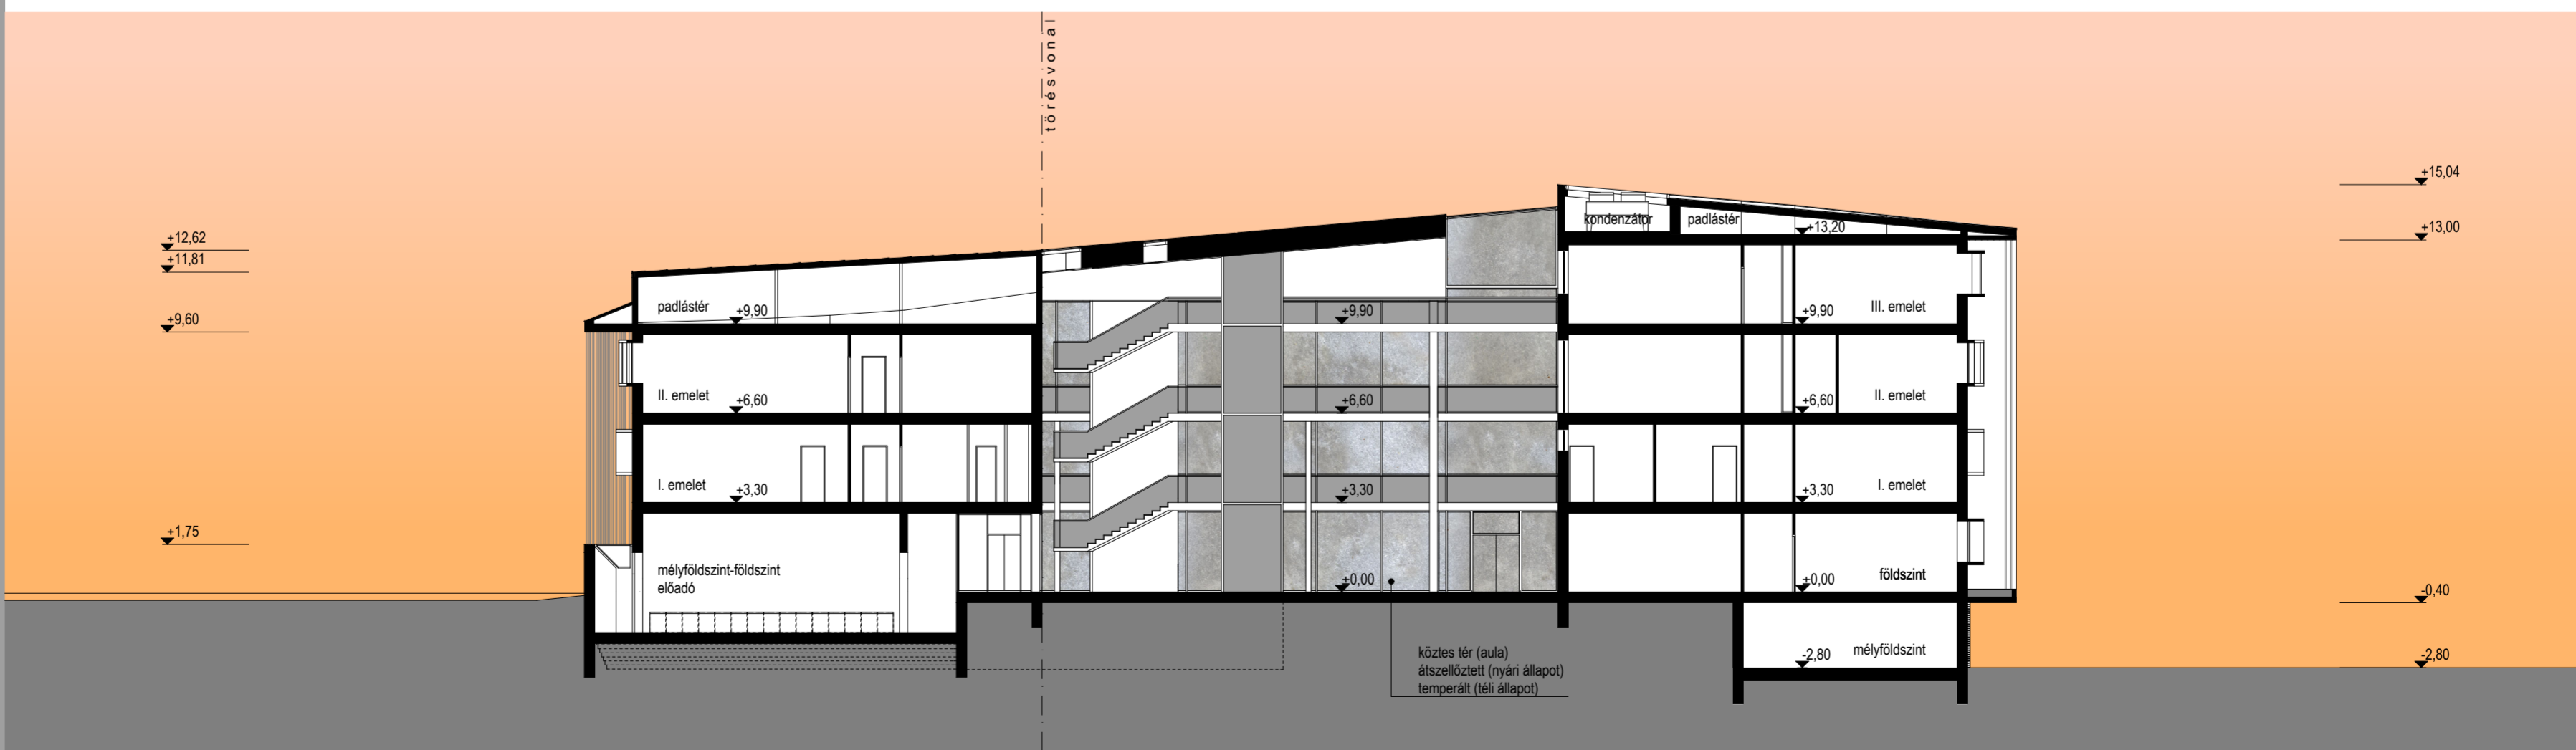 törésvonal
+15,04
kondenzátor
padlástér
+13,20
+12,62
+13,00
+11,81
padlástér
+9,90
+9,90
+9,90
III. emelet
+9,60
II. emelet
+6,60
+6,60
+6,60
II. emelet
I. emelet
+3,30
+3,30
+3,30
I. emelet
+1,75
mélyföldszint-földszint
előadó
±0,00
±0,00
földszint
-0,40
köztes tér (aula)
átszellőztett (nyári állapot)
temperált (téli állapot)
-2,80
mélyföldszint
-2,80